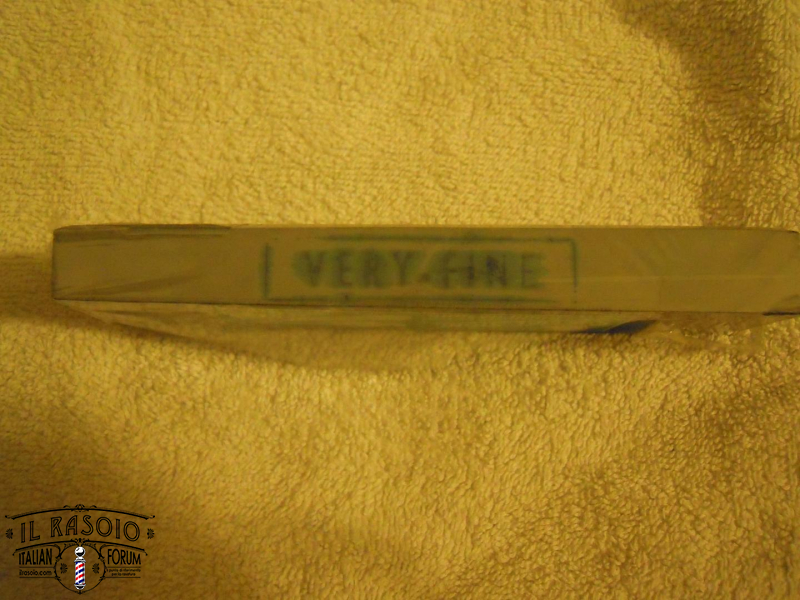 VERY-FINE
IL RASOIO
ITALIAN FORUM
ilrasoio.com